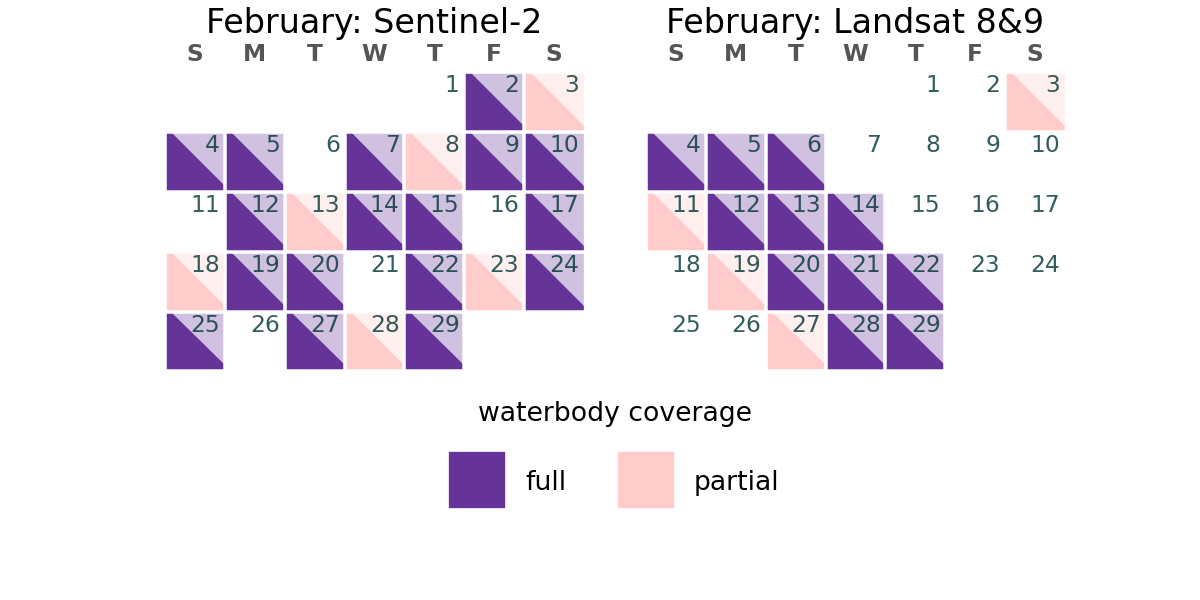 February: Sentinel-2
S M T W T F S
1 2 3
4 5 6 7 8 9 10
11 12 13 14 15 16 17
18 19 20 21 22 23 24
25 26 27 28 29
February: Landsat 8&9
S M T W T F S
1 2 3
4 5 6 7 8 9 10
11 12 13 14 15 16 17
18 19 20 21 22 23 24
25 26 27 28 29
waterbody coverage
full
partial